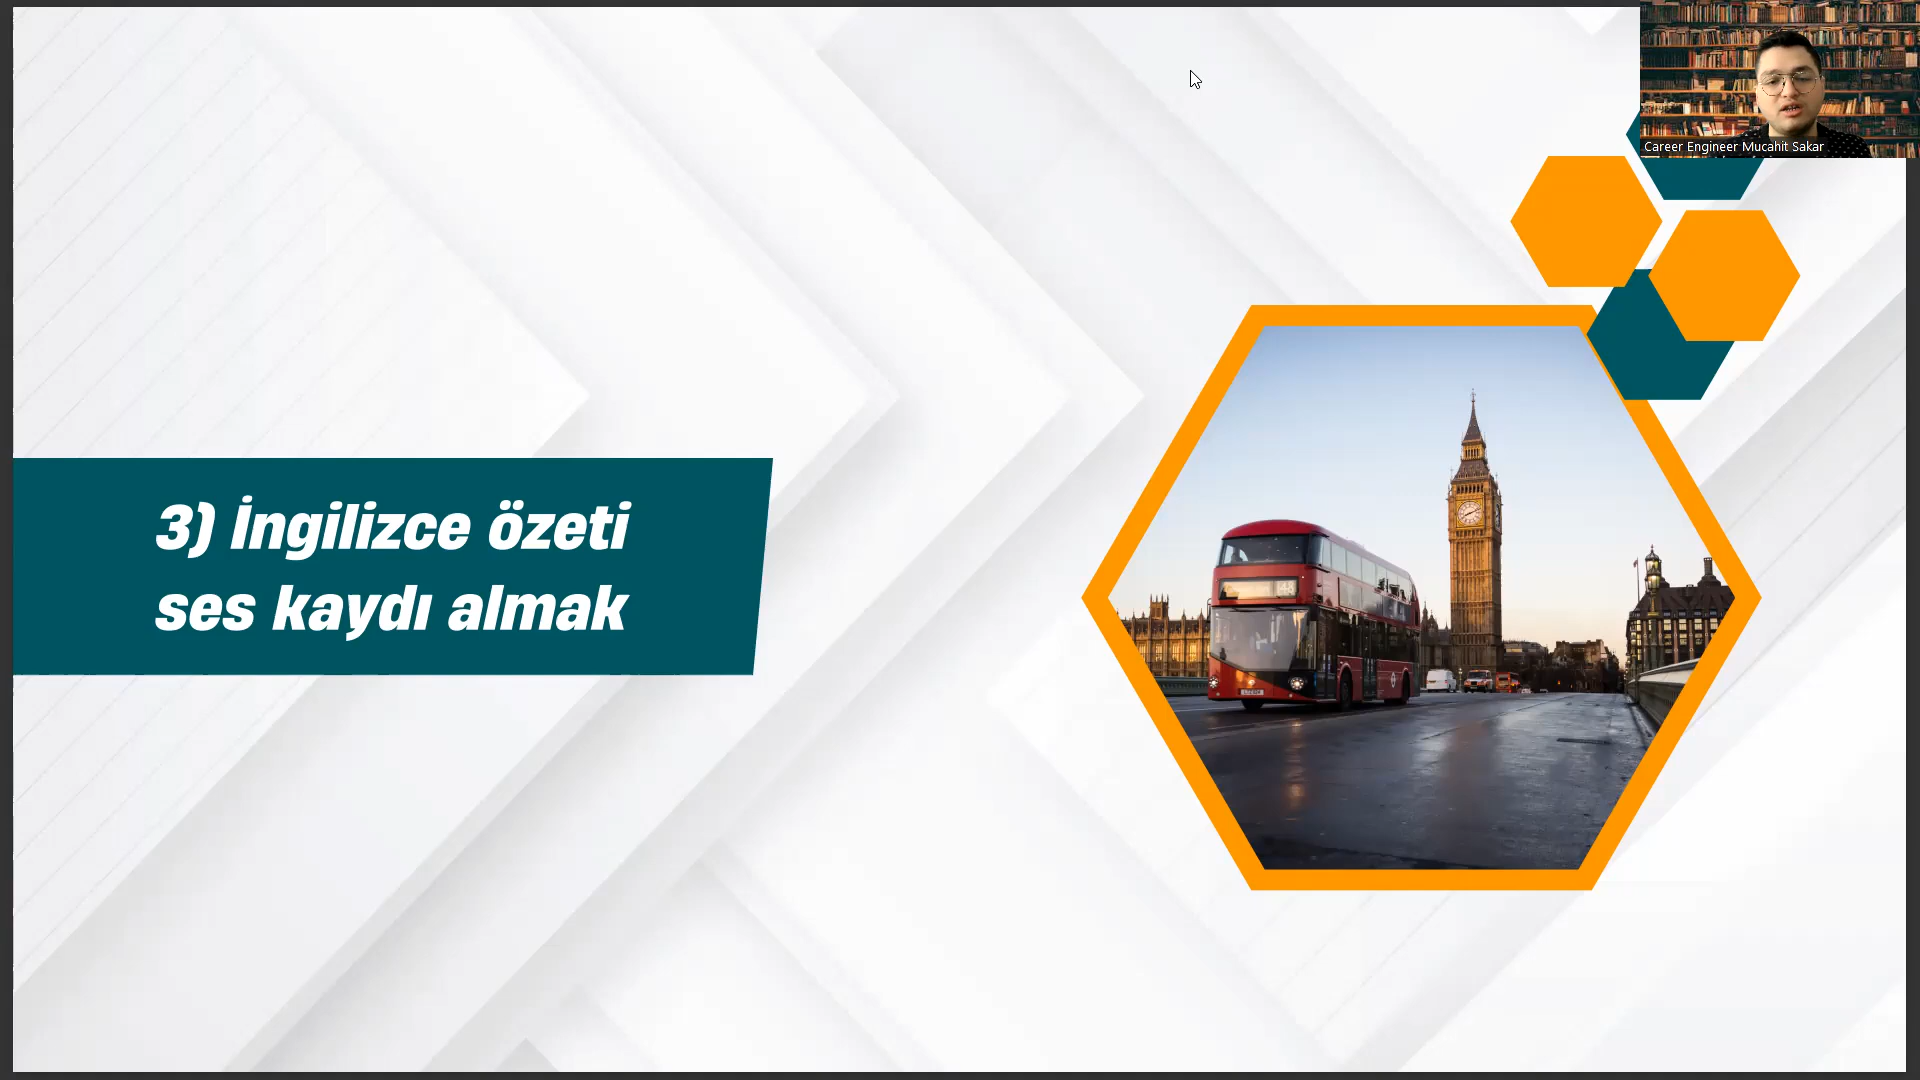 Career Engineer Mucahit Sakar
3) İngilizce özeti
ses kaydı almak